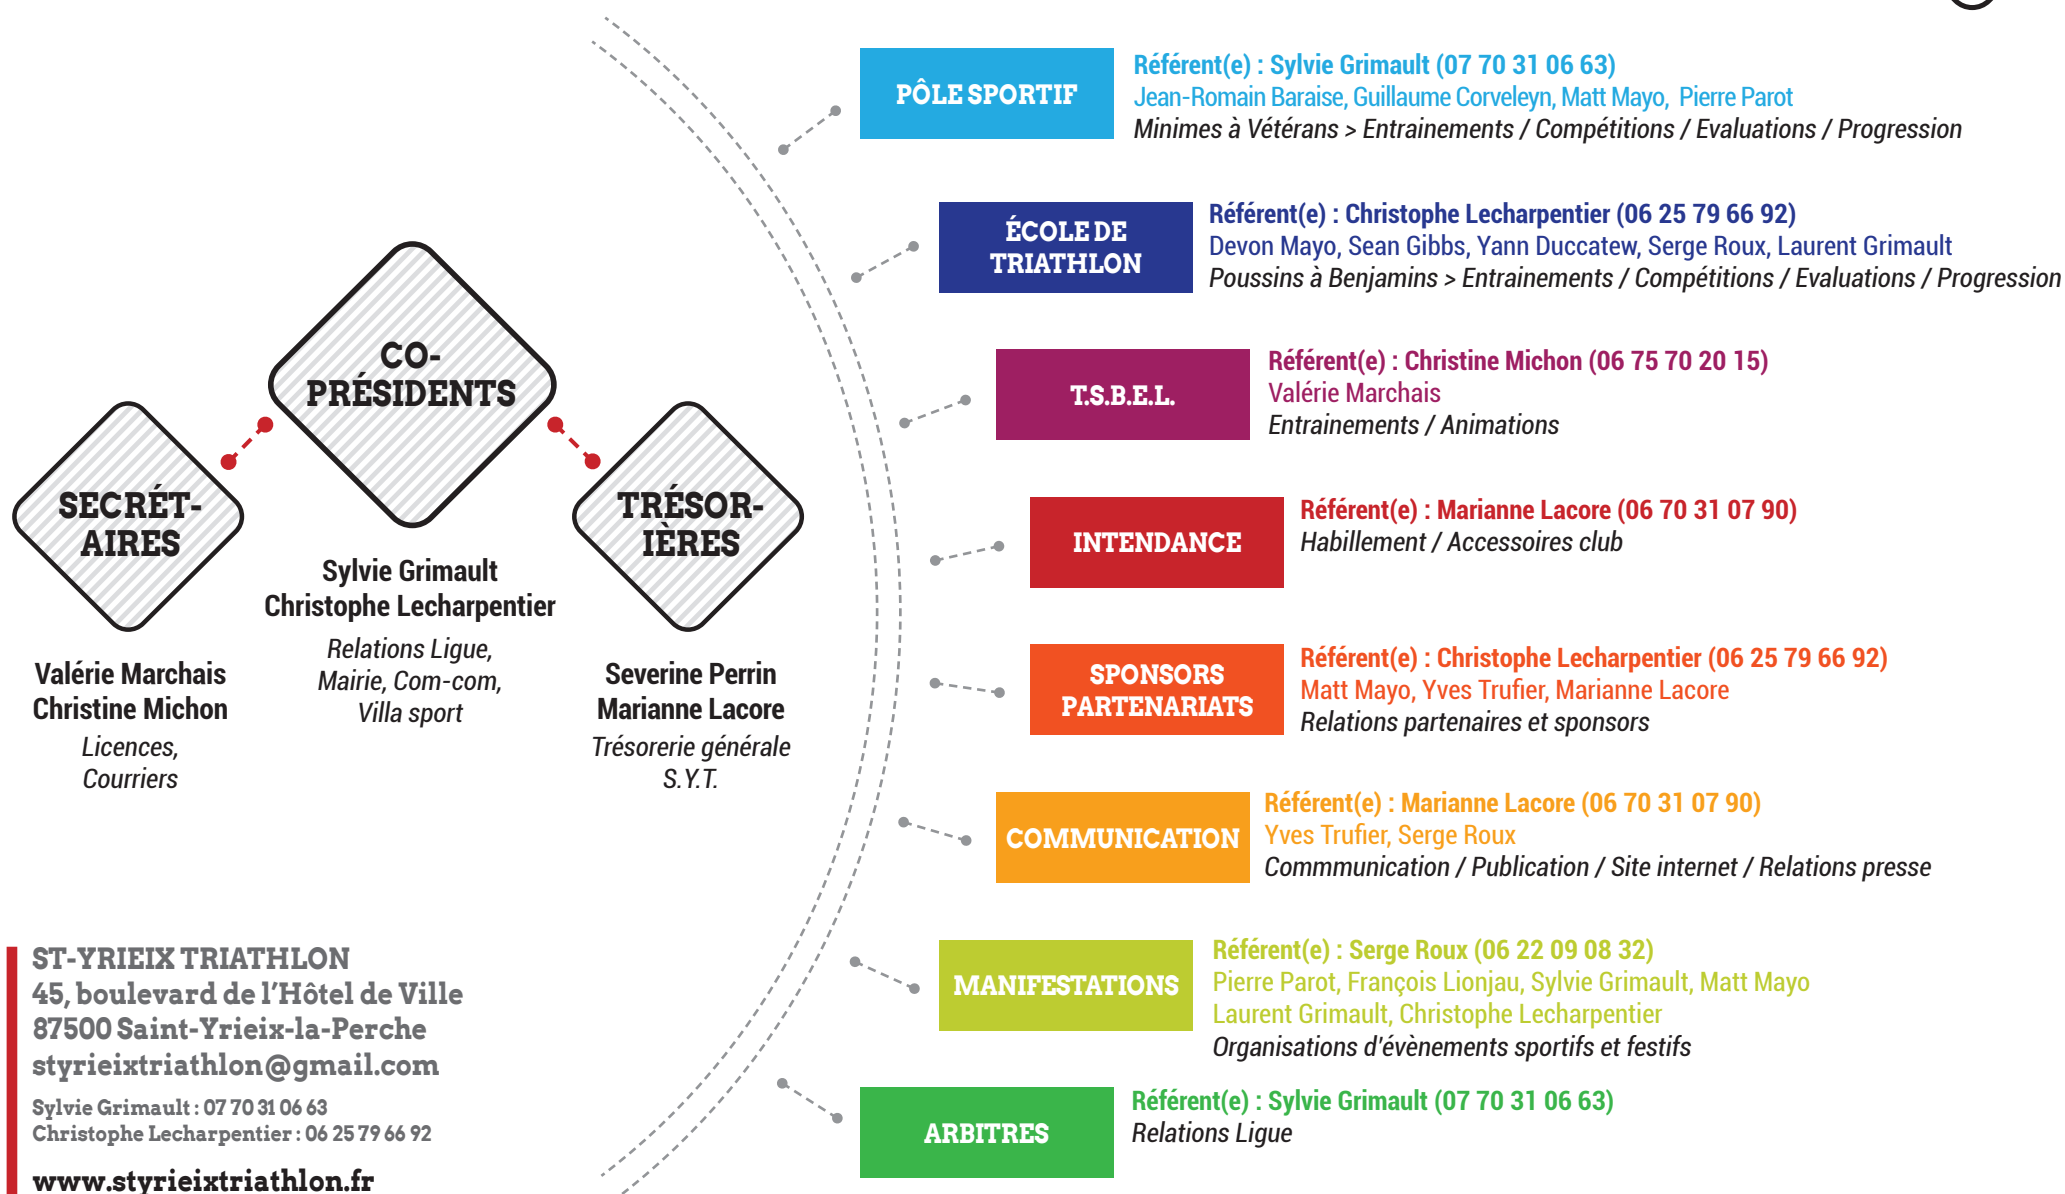 CO-
PRÉSIDENTS
Sylvie Grimault
Christophe Lecharpentier
Relations Ligue,
Mairie, Com-com,
Villa sport
SECRÉT-
AIRES
Valérie Marchais
Christine Michon
Licences,
Courriers
TRÉSOR-
IÈRES
Severine Perrin
Marianne Lacore
Trésorerie générale
S.Y.T.
PÔLE SPORTIF
Référent(e) : Sylvie Grimault (07 70 31 06 63)
Jean-Romain Baraise, Guillaume Corveleyn, Matt Mayo, Pierre Parot
Minimes à Vétérans > Entrainements / Compétitions / Evaluations / Progression
ÉCOLE DE
TRIATHLON
Référent(e) : Christophe Lecharpentier (06 25 79 66 92)
Devon Mayo, Sean Gibbs, Yann Duccatew, Serge Roux, Laurent Grimault
Poussins à Benjamins > Entrainements / Compétitions / Evaluations / Progression
T.S.B.E.L.
Référent(e) : Christine Michon (06 75 70 20 15)
Valérie Marchais
Entrainements / Animations
INTENDANCE
Référent(e) : Marianne Lacore (06 70 31 07 90)
Habillement / Accessoires club
SPONSORS
PARTENARIATS
Référent(e) : Christophe Lecharpentier (06 25 79 66 92)
Matt Mayo, Yves Trufier, Marianne Lacore
Relations partenaires et sponsors
COMMUNICATION
Référent(e) : Marianne Lacore (06 70 31 07 90)
Yves Trufier, Serge Roux
Commmunication / Publication / Site internet / Relations presse
MANIFESTATIONS
Référent(e) : Serge Roux (06 22 09 08 32)
Pierre Parot, François Lionjau, Sylvie Grimault, Matt Mayo
Laurent Grimault, Christophe Lecharpentier
Organisations d'évènements sportifs et festifs
ARBITRES
Référent(e) : Sylvie Grimault (07 70 31 06 63)
Relations Ligue
ST-YRIEIX TRIATHLON
45, boulevard de l'Hôtel de Ville
87500 Saint-Yrieix-la-Perche
styrieixtriathlon@gmail.com
Sylvie Grimault : 07 70 31 06 63
Christophe Lecharpentier : 06 25 79 66 92
www.styrieixtriathlon.fr